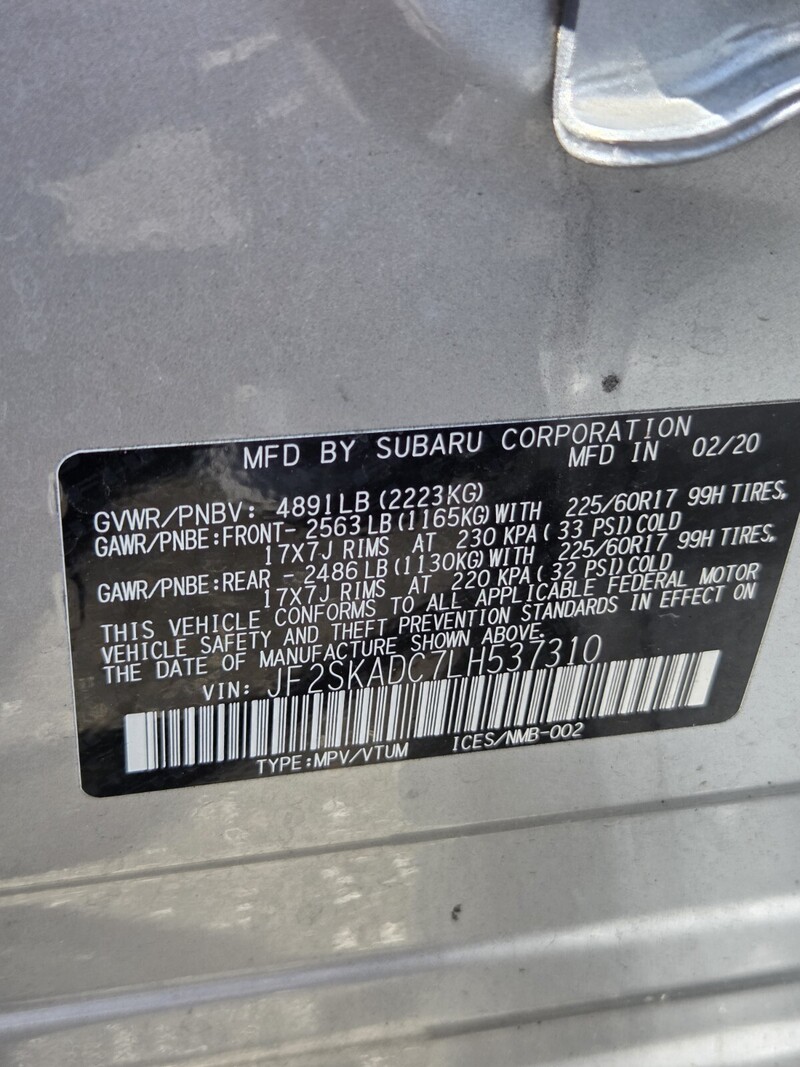 MFD BY SUBARU CORPORATION
MFD IN 02/20
GVWR/PNBV: 4891LB (2223KG)
GAWR/PNBE:FRONT- 2563LB(1165KG)WITH 225/60R17 99H TIRES,
17X7J RIMS AT 230 KPA( 33 PSI)COLD
GAWR/PNBE:REAR - 2486LB(1130KG)WITH 225/60R17 99H TIRES,
17X7J RIMS AT 220 KPA( 32 PSI)COLD
THIS VEHICLE CONFORMS TO ALL APPLICABLE FEDERAL MOTOR
VEHICLE SAFETY AND THEFT PREVENTION STANDARDS IN EFFECT ON
THE DATE OF MANUFACTURE SHOWN ABOVE.
VIN: JF2SKADC7LH537310
TYPE:MPV/VTUM ICES/NMB-002